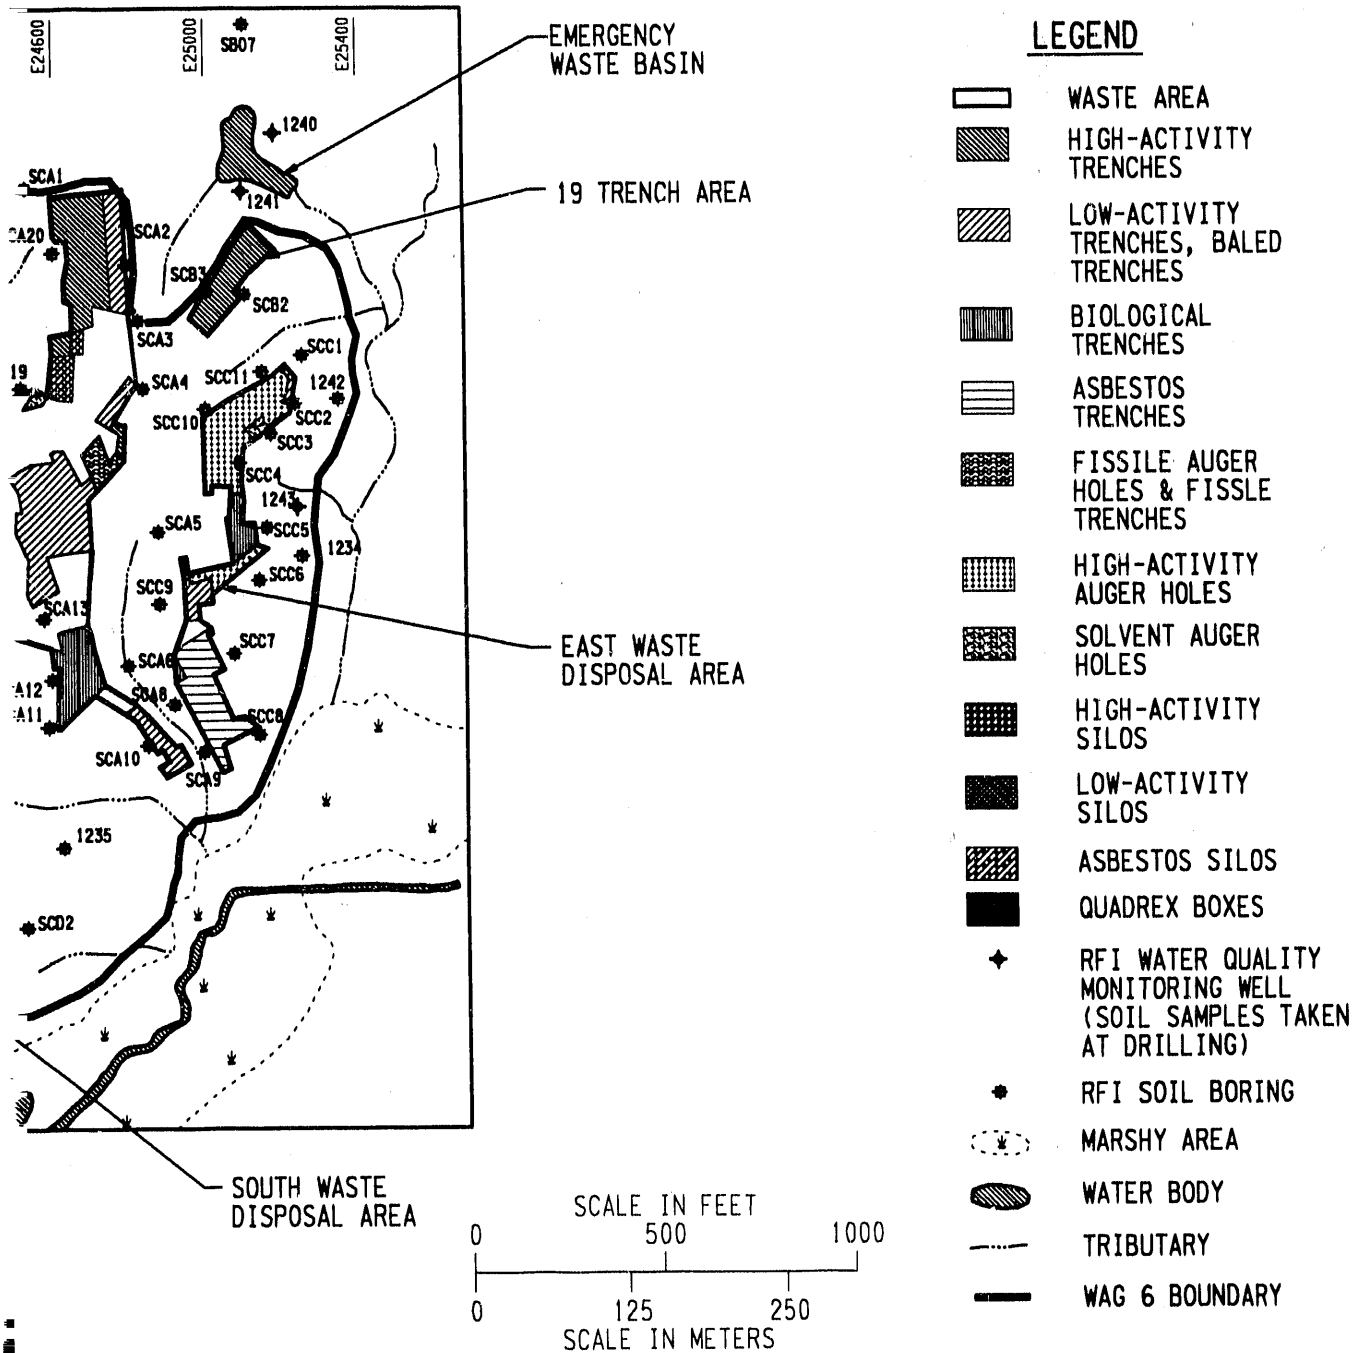 E24600
E25000
E25400
SB07
EMERGENCY
WASTE BASIN
1240
SCA1
1241
19 TRENCH AREA
SCA2
CA20
SCB3
SCB2
SCA3
SCC1
19
SCA4
SCC11
1242
SCC10
SCC2
SCC3
SCC4
1243
SCA5
SCC5
1234
SCC6
SCC9
SCA13
SCC7
EAST WASTE
DISPOSAL AREA
SCA6
A12
SCA8
A11
SCC8
SCA10
SCA9
1235
SCD2
SOUTH WASTE
DISPOSAL AREA
SCALE IN FEET
0 500 1000
0 125 250
SCALE IN METERS
LEGEND
WASTE AREA
HIGH-ACTIVITY
TRENCHES
LOW-ACTIVITY
TRENCHES, BALED
TRENCHES
BIOLOGICAL
TRENCHES
ASBESTOS
TRENCHES
FISSILE AUGER
HOLES & FISSLE
TRENCHES
HIGH-ACTIVITY
AUGER HOLES
SOLVENT AUGER
HOLES
HIGH-ACTIVITY
SILOS
LOW-ACTIVITY
SILOS
ASBESTOS SILOS
QUADREX BOXES
RFI WATER QUALITY
MONITORING WELL
(SOIL SAMPLES TAKEN
AT DRILLING)
RFI SOIL BORING
MARSHY AREA
WATER BODY
TRIBUTARY
WAG 6 BOUNDARY